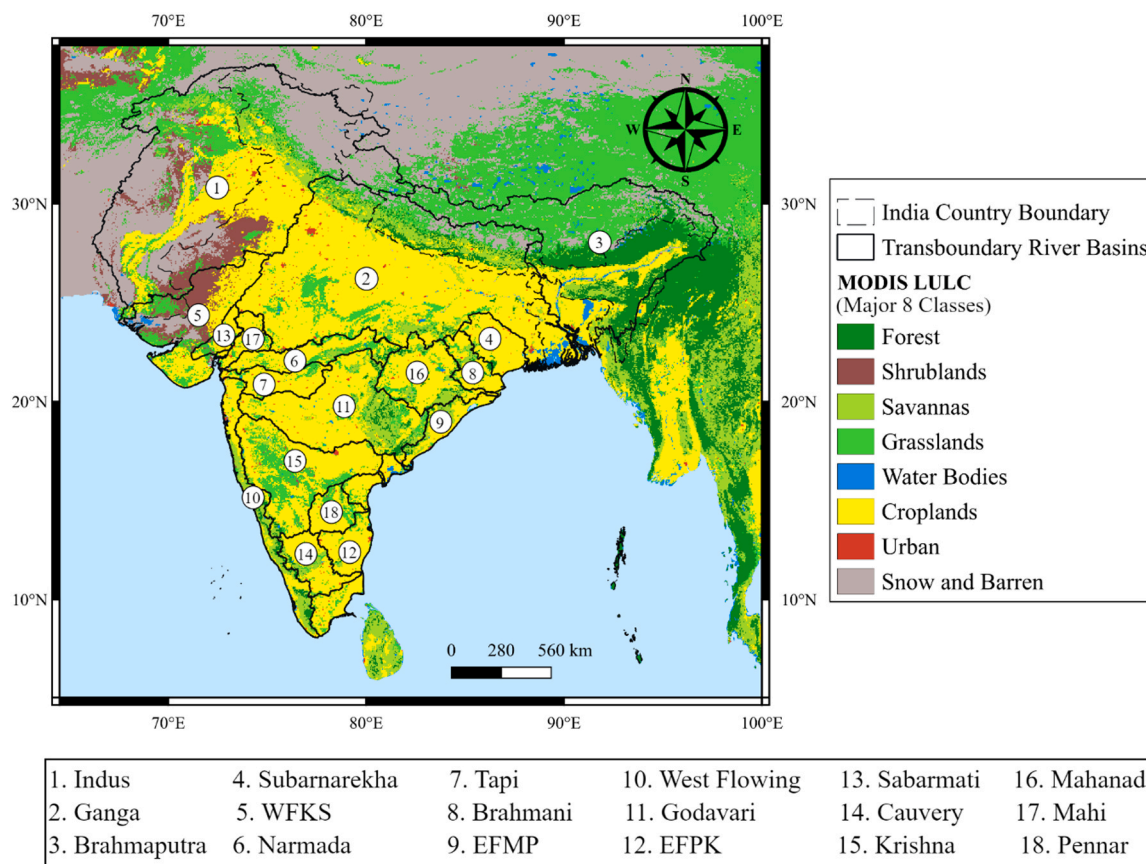 70°E 80°E 90°E 100°E
N
W E
S
30°N 30°N
20°N 20°N
10°N 10°N
1
2
3
4
5
13
17
6
16
8
7
11
9
15
10
18
14
12
0 280 560 km
70°E 80°E 90°E 100°E
India Country Boundary
Transboundary River Basins
MODIS LULC
(Major 8 Classes)
Forest
Shrublands
Savannas
Grasslands
Water Bodies
Croplands
Urban
Snow and Barren
1. Indus 4. Subarnarekha 7. Tapi 10. West Flowing 13. Sabarmati 16. Mahanad
2. Ganga 5. WFKS 8. Brahmani 11. Godavari 14. Cauvery 17. Mahi
3. Brahmaputra 6. Narmada 9. EFMP 12. EFPK 15. Krishna 18. Pennar